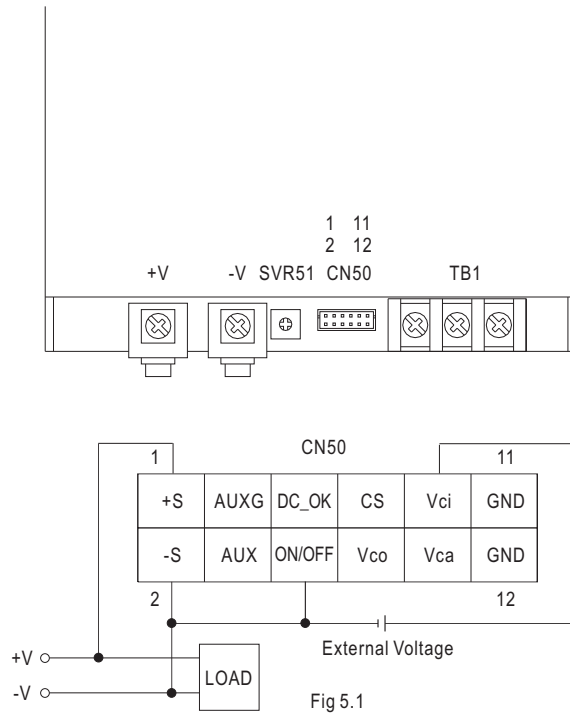 1 11
2 12
+V -V SVR51 CN50 TB1
CN50
1 11
+S AUXG DC_OK CS Vci GND
-S AUX ON/OFF Vco Vca GND
2 12
External Voltage
+V
LOAD
-V
Fig 5.1